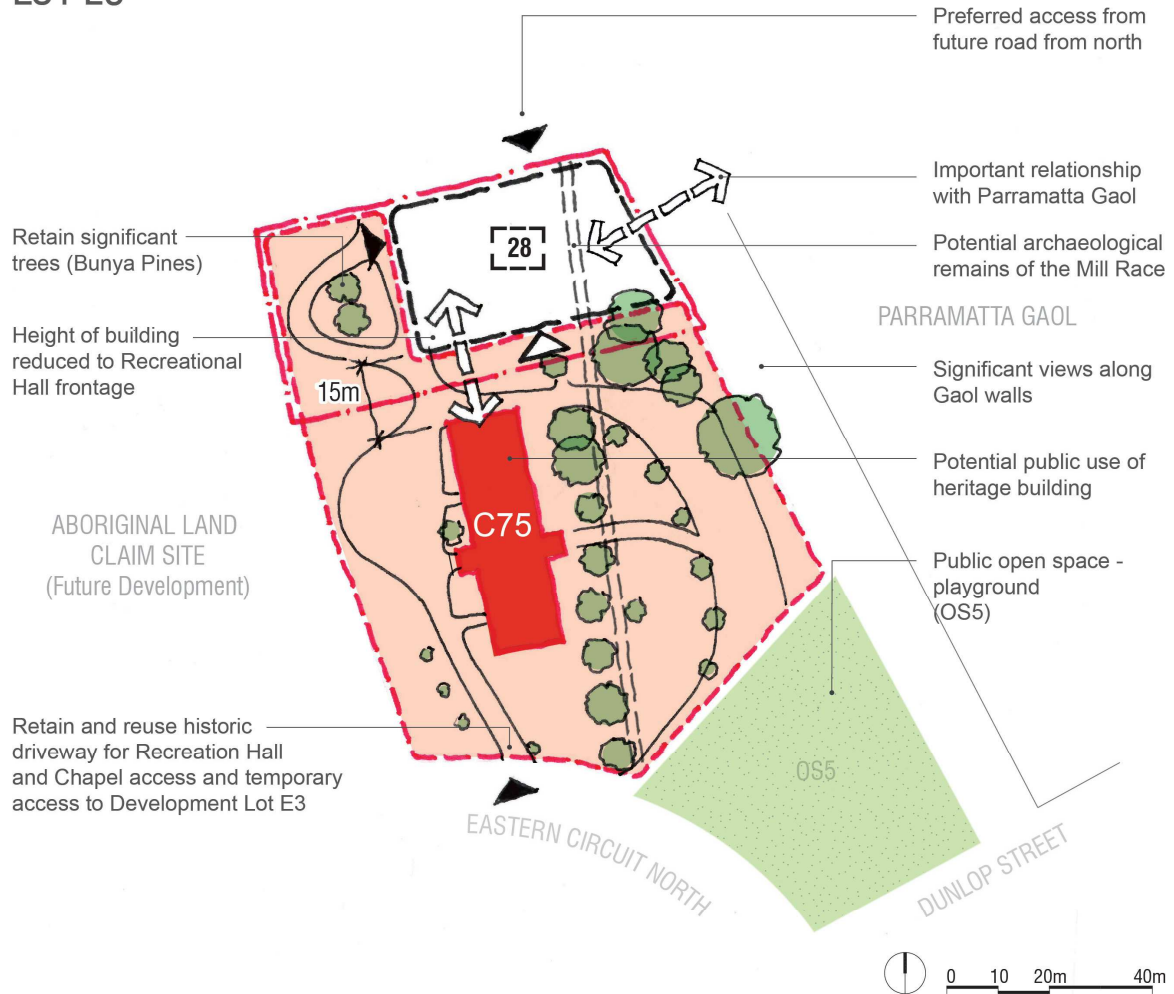 Preferred access from
future road from north
Important relationship
with Parramatta Gaol
Potential archaeological
remains of the Mill Race
PARRAMATTA GAOL
Significant views along
Gaol walls
Potential public use of
heritage building
Public open space -
playground
(OS5)
Retain significant
trees (Bunya Pines)
Height of building
reduced to Recreational
Hall frontage
15m
28
C75
ABORIGINAL LAND
CLAIM SITE
(Future Development)
Retain and reuse historic
driveway for Recreation Hall
and Chapel access and temporary
access to Development Lot E3
OS5
EASTERN CIRCUIT NORTH
DUNLOP STREET
0 10 20m 40m